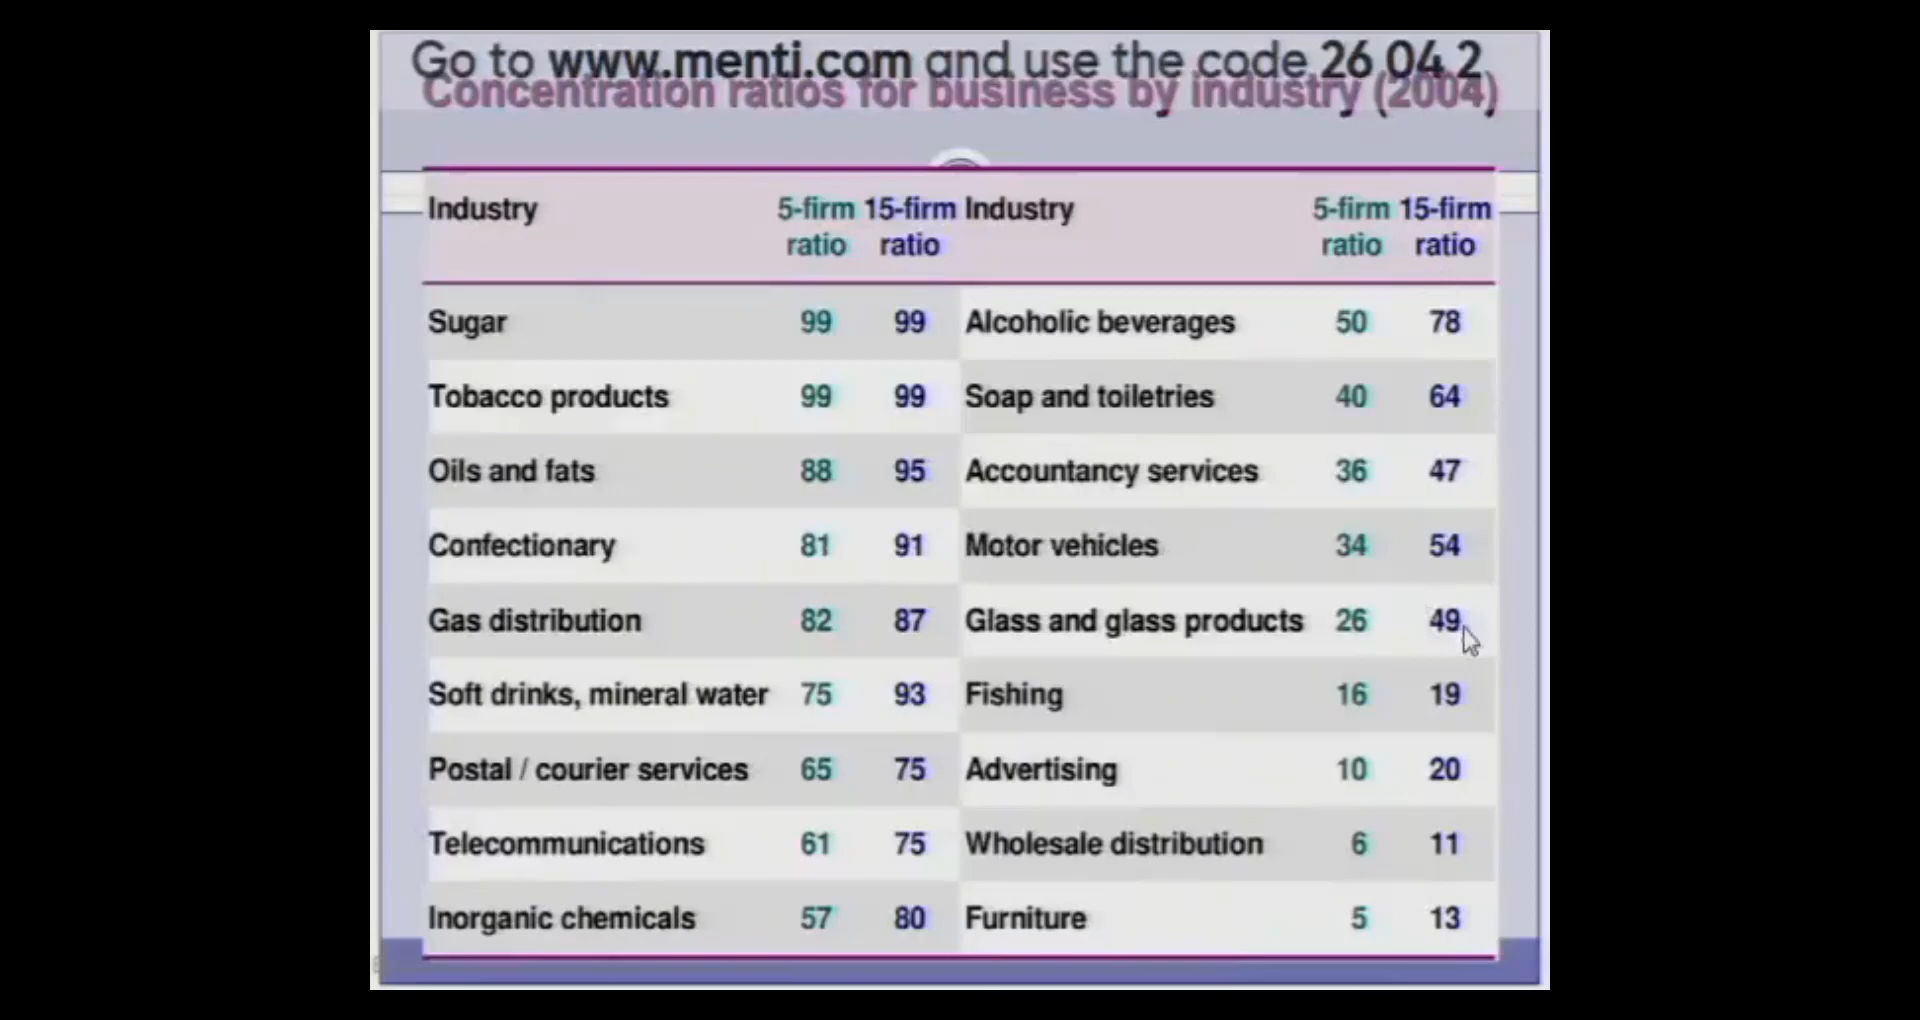 Go to www.menti.com and use the code 26 04 2
Concentration ratios for business by industry (2004)
Industry 5-firm ratio 15-firm ratio Industry 5-firm ratio 15-firm ratio
Sugar 99 99 Alcoholic beverages 50 78
Tobacco products 99 99 Soap and toiletries 40 64
Oils and fats 88 95 Accountancy services 36 47
Confectionary 81 91 Motor vehicles 34 54
Gas distribution 82 87 Glass and glass products 26 49
Soft drinks, mineral water 75 93 Fishing 16 19
Postal / courier services 65 75 Advertising 10 20
Telecommunications 61 75 Wholesale distribution 6 11
Inorganic chemicals 57 80 Furniture 5 13